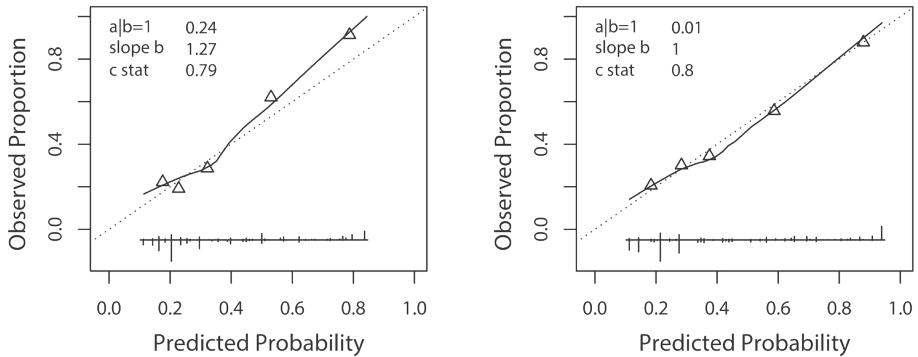 a|b=1 0.24
slope b 1.27
c stat 0.79
Observed Proportion
0.8
0.4
0.0
0.0 0.2 0.4 0.6 0.8 1.0
Predicted Probability
a|b=1 0.01
slope b 1
c stat 0.8
Observed Proportion
0.8
0.4
0.0
0.0 0.2 0.4 0.6 0.8 1.0
Predicted Probability